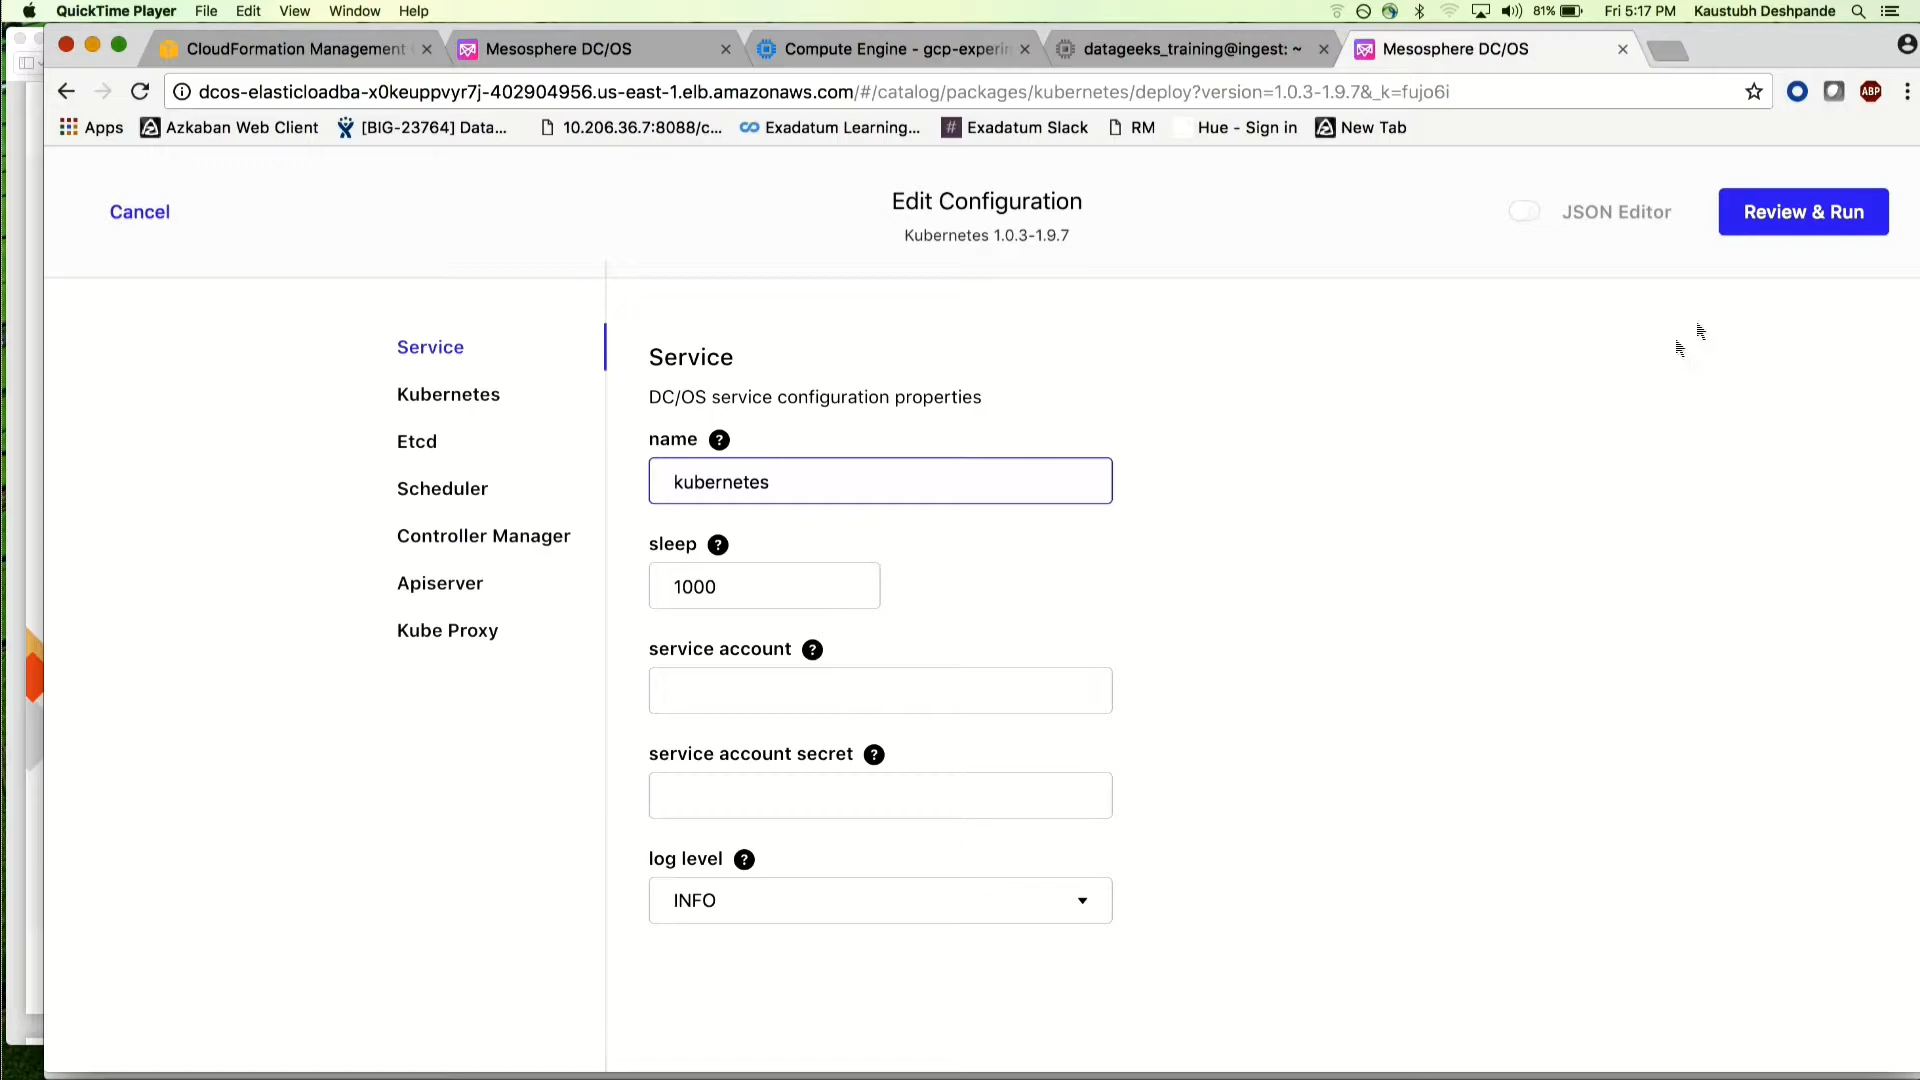 QuickTime Player File Edit View Window Help 81% Fri 5:17 PM Kaustubh Deshpande
CloudFormation Management Mesosphere DC/OS Compute Engine - gcp-experin datageeks_training@ingest: ~ Mesosphere DC/OS
dcos-elasticloadba-x0keuppvyr7j-402904956.us-east-1.elb.amazonaws.com/#/catalog/packages/kubernetes/deploy?version=1.0.3-1.9.7&_k=fujo6i ABP
Apps Azkaban Web Client [BIG-23764] Data... 10.206.36.7:8088/c... Exadatum Learning... # Exadatum Slack RM Hue - Sign in New Tab
Cancel
Edit Configuration
Kubernetes 1.0.3-1.9.7
JSON Editor
Review & Run
Service
Kubernetes
Etcd
Scheduler
Controller Manager
Apiserver
Kube Proxy
Service
DC/OS service configuration properties
name ?
kubernetes
sleep ?
1000
service account ?
service account secret ?
log level ?
INFO